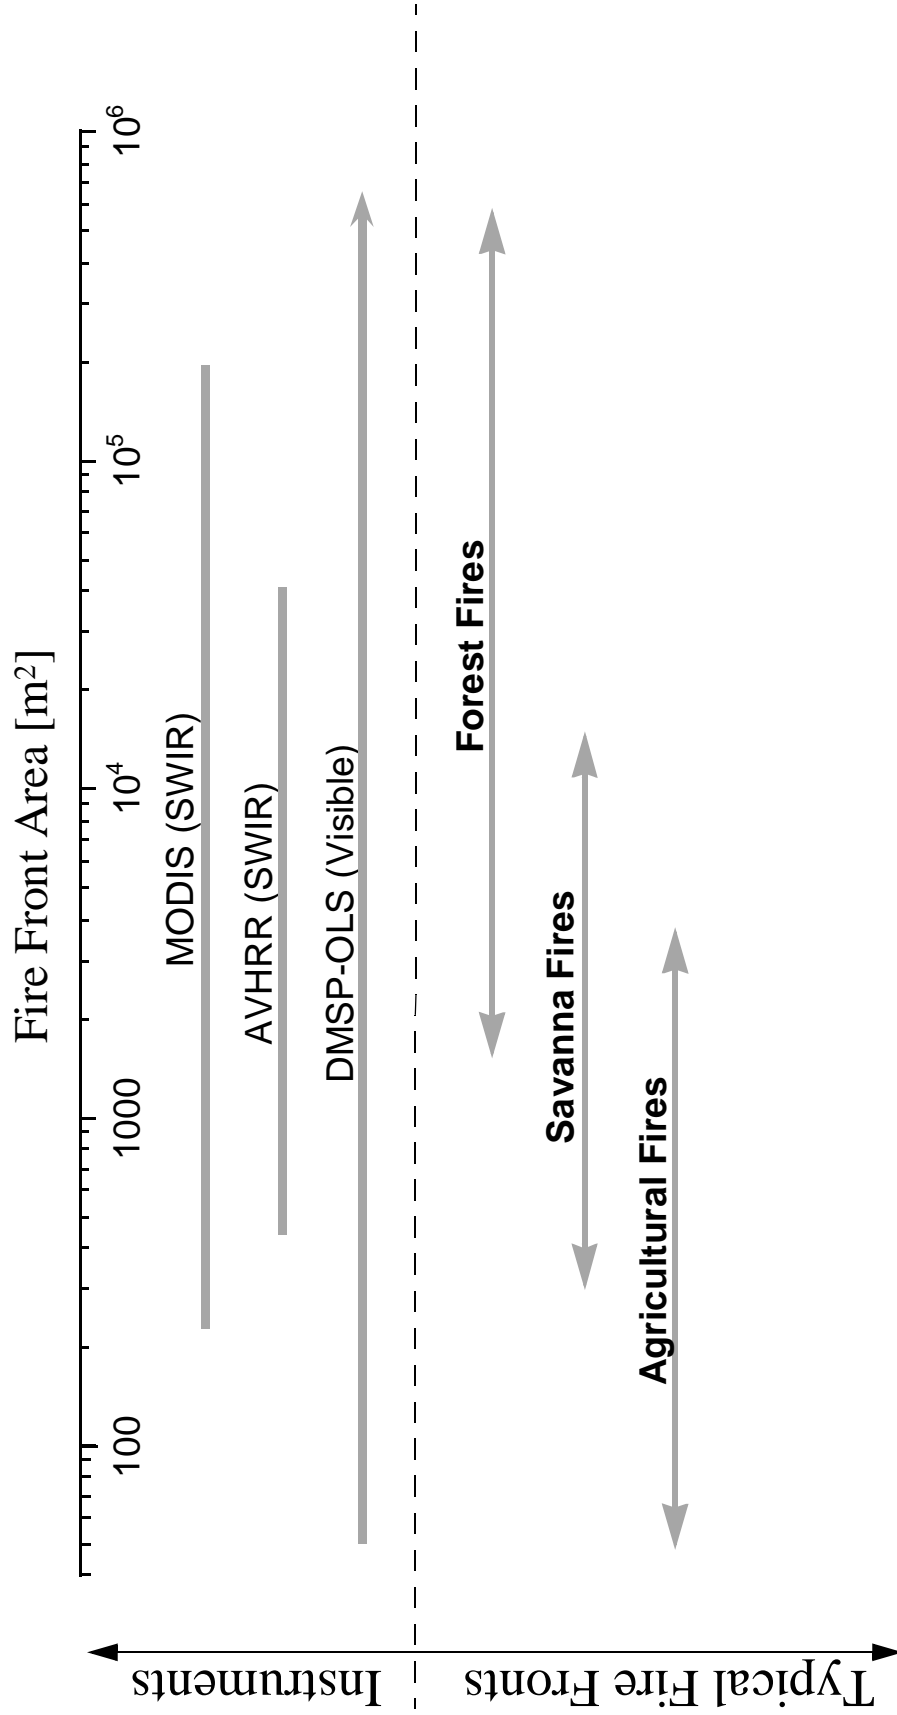 Fire Front Area [m²]
100
1000
10⁴
10⁵
10⁶
MODIS (SWIR)
AVHRR (SWIR)
DMSP-OLS (Visible)
Forest Fires
Savanna Fires
Agricultural Fires
Instruments
Typical Fire Fronts